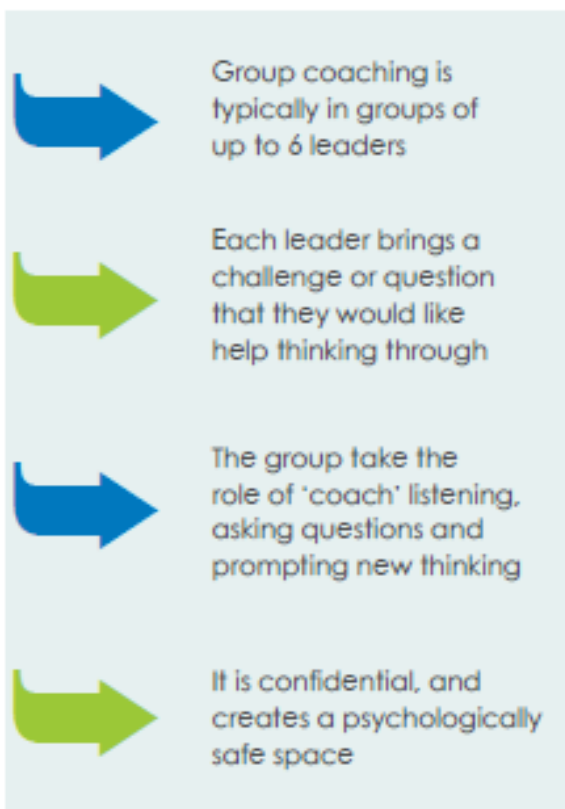 Group coaching is
typically in groups of
up to 6 leaders
Each leader brings a
challenge or question
that they would like
help thinking through
The group take the
role of ‘coach’ listening,
asking questions and
prompting new thinking
It is confidential, and
creates a psychologically
safe space